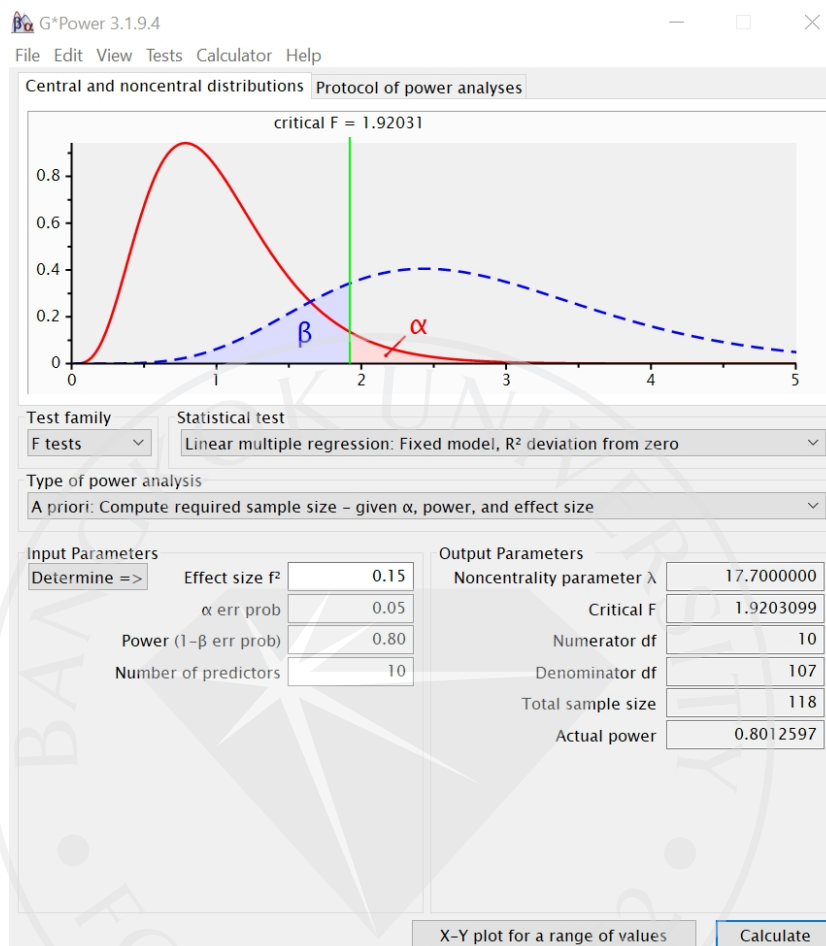 G*Power 3.1.9.4
File Edit View Tests Calculator Help
Central and noncentral distributions Protocol of power analyses
critical F = 1.92031
0.8
0.6
0.4
0.2
0
β
α
0 1 2 3 4 5
Test family Statistical test
F tests Linear multiple regression: Fixed model, R² deviation from zero
Type of power analysis
A priori: Compute required sample size – given α, power, and effect size
Input Parameters Output Parameters
Determine => Effect size f² 0.15 Noncentrality parameter λ 17.7000000
α err prob 0.05 Critical F 1.9203099
Power (1-β err prob) 0.80 Numerator df 10
Number of predictors 10 Denominator df 107
Total sample size 118
Actual power 0.8012597
X-Y plot for a range of values Calculate
BANGKOK UNIVERSITY